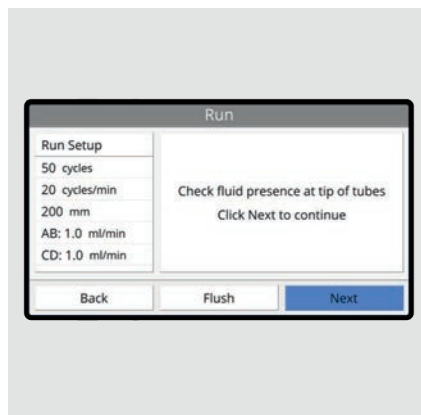 Run
Run Setup
50 cycles
20 cycles/min
200 mm
AB: 1.0 ml/min
CD: 1.0 ml/min
Check fluid presence at tip of tubes
Click Next to continue
Back
Flush
Next